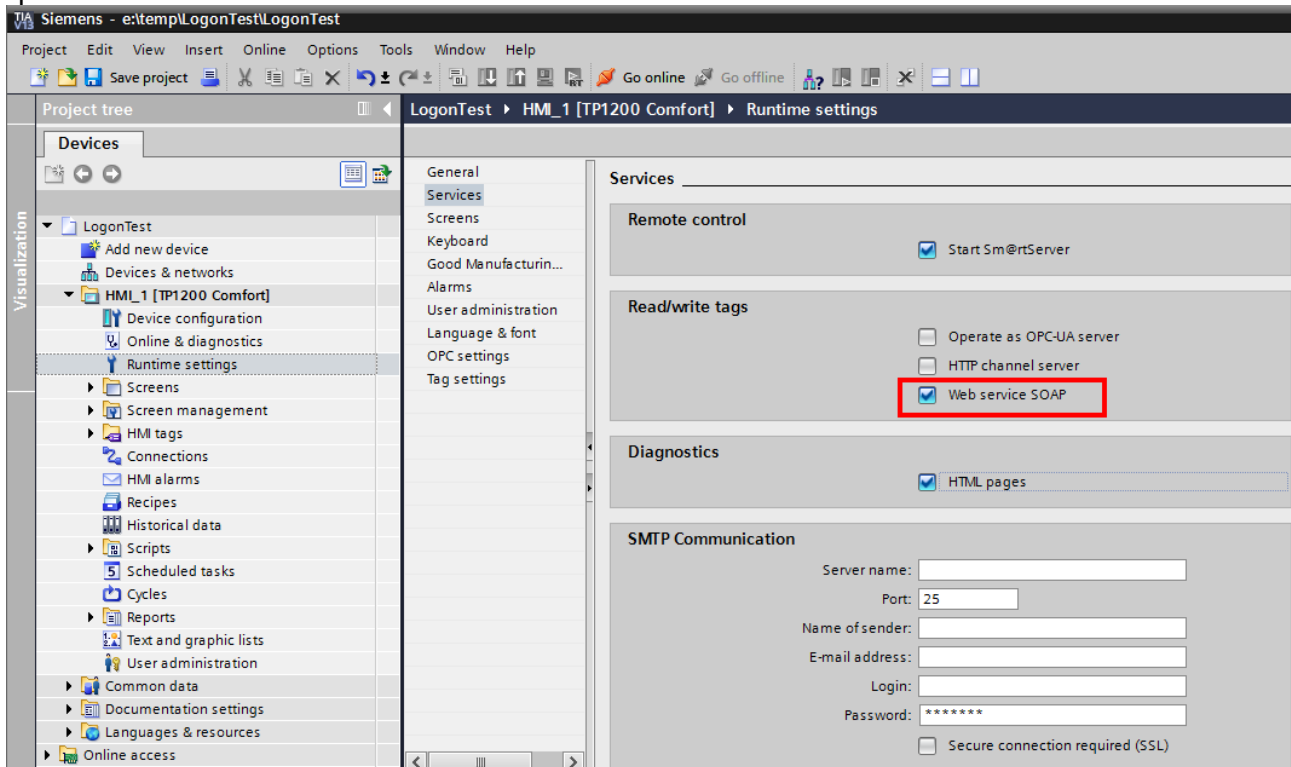 TIA V13 Siemens - e:\temp\LogonTest\LogonTest
Project Edit View Insert Online Options Tools Window Help
Save project Go online Go offline
Project tree
LogonTest HMI_1 [TP1200 Comfort] Runtime settings
Devices
Visualization
LogonTest
Add new device
Devices & networks
HMI_1 [TP1200 Comfort]
Device configuration
Online & diagnostics
Runtime settings
Screens
Screen management
HMI tags
Connections
HMI alarms
Recipes
Historical data
Scripts
Scheduled tasks
Cycles
Reports
Text and graphic lists
User administration
Common data
Documentation settings
Languages & resources
Online access
General
Services
Screens
Keyboard
Good Manufacturin...
Alarms
User administration
Language & font
OPC settings
Tag settings
Services
Remote control
Start Sm@rtServer
Read/write tags
Operate as OPC-UA server
HTTP channel server
Web service SOAP
Diagnostics
HTML pages
SMTP Communication
Server name:
Port: 25
Name of sender:
E-mail address:
Login:
Password: *******
Secure connection required (SSL)